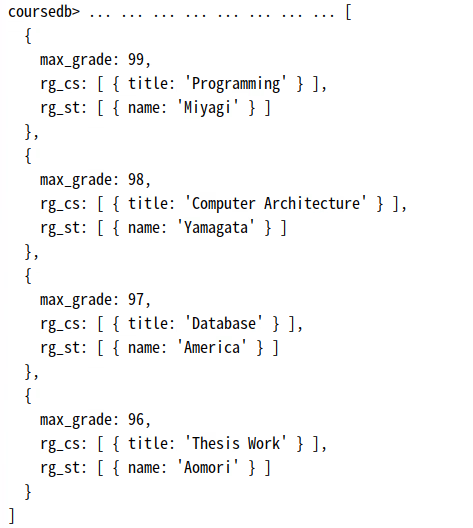 coursedb> ... ... ... ... ... ... ... ... [
  {
    max_grade: 99,
    rg_cs: [ { title: 'Programming' } ],
    rg_st: [ { name: 'Miyagi' } ]
  },
  {
    max_grade: 98,
    rg_cs: [ { title: 'Computer Architecture' } ],
    rg_st: [ { name: 'Yamagata' } ]
  },
  {
    max_grade: 97,
    rg_cs: [ { title: 'Database' } ],
    rg_st: [ { name: 'America' } ]
  },
  {
    max_grade: 96,
    rg_cs: [ { title: 'Thesis Work' } ],
    rg_st: [ { name: 'Aomori' } ]
  }
]